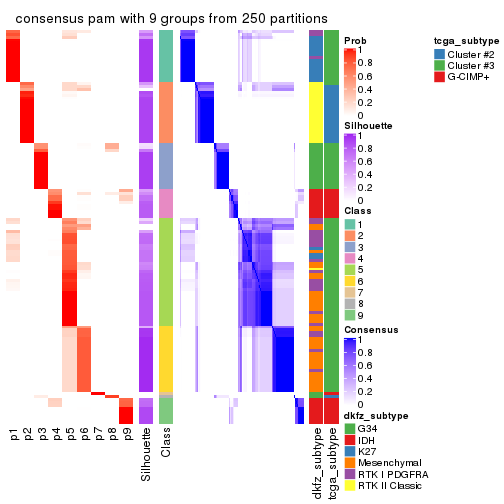 consensus pam with 9 groups from 250 partitions
p1
p2
p3
p4
p5
p6
p7
p8
p9
Silhouette
Class
dkfz_subtype
tcga_subtype
Prob
1
0.8
0.6
0.4
0.2
0
Silhouette
1
0.8
0.6
0.4
0.2
0
Class
1
2
3
4
5
6
7
8
9
Consensus
1
0.8
0.6
0.4
0.2
0
dkfz_subtype
G34
IDH
K27
Mesenchymal
RTK I PDGFRA
RTK II Classic
tcga_subtype
Cluster #2
Cluster #3
G-CIMP+